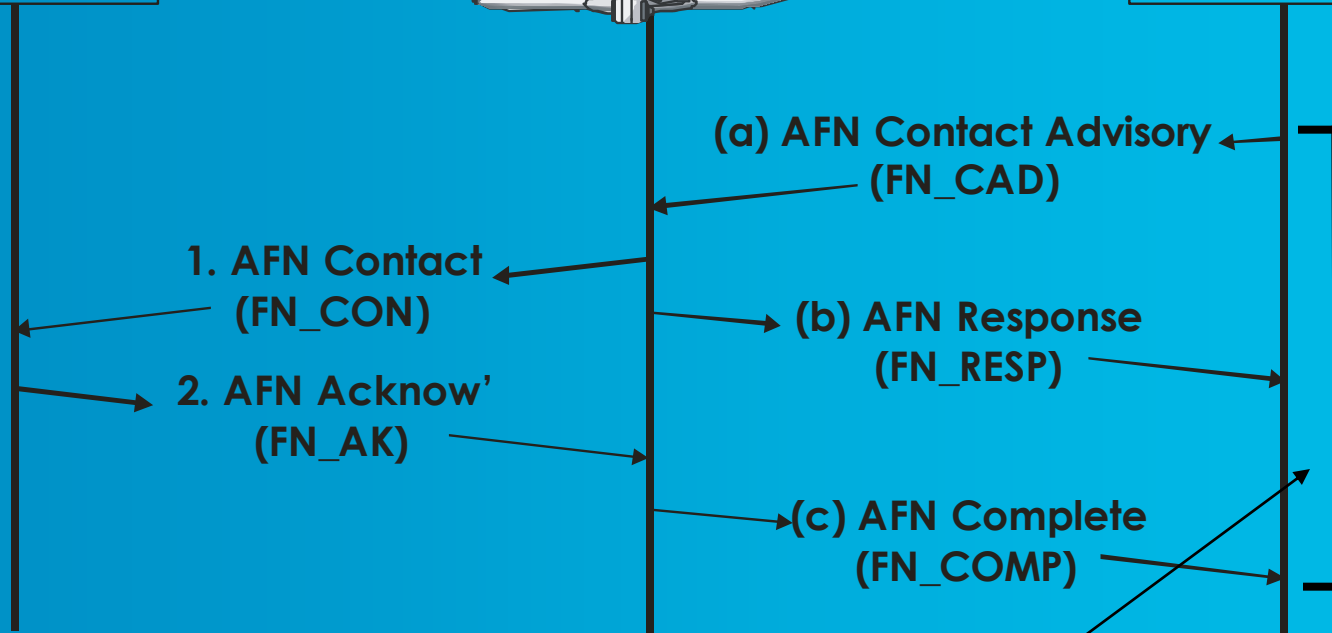 (a) AFN Contact Advisory
(FN_CAD)
1. AFN Contact
(FN_CON)
(b) AFN Response
(FN_RESP)
2. AFN Acknow’
(FN_AK)
(c) AFN Complete
(FN_COMP)